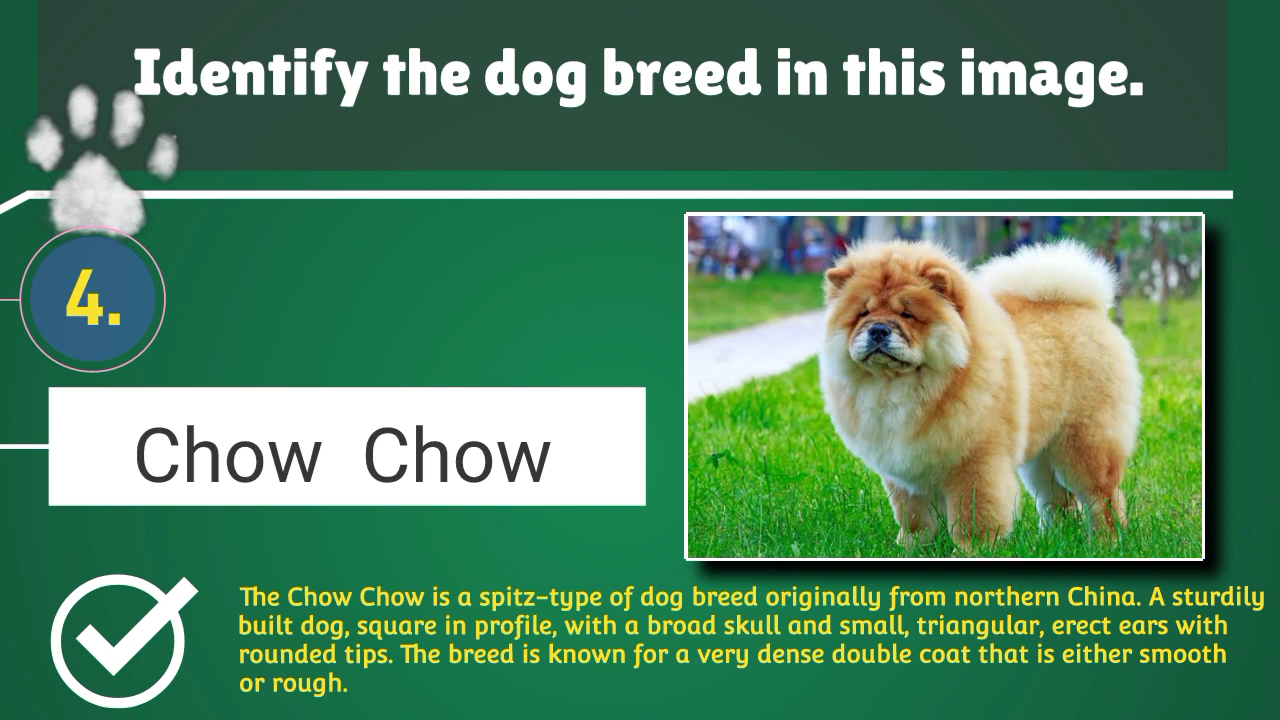 Identify the dog breed in this image.
4.
Chow Chow
The Chow Chow is a spitz-type of dog breed originally from northern China. A sturdily
built dog, square in profile, with a broad skull and small, triangular, erect ears with
rounded tips. The breed is known for a very dense double coat that is either smooth
or rough.